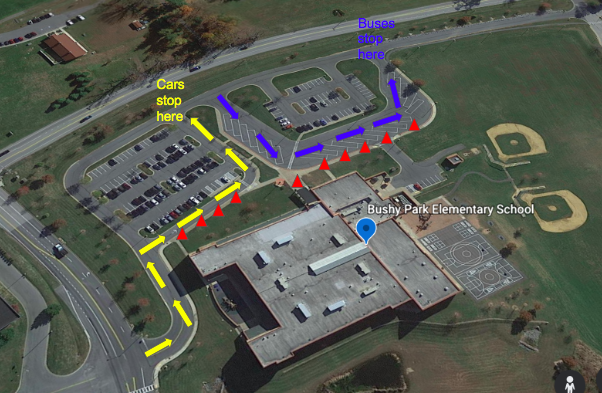 Buses
stop
here
Cars
stop
here
Bushy Park Elementary School